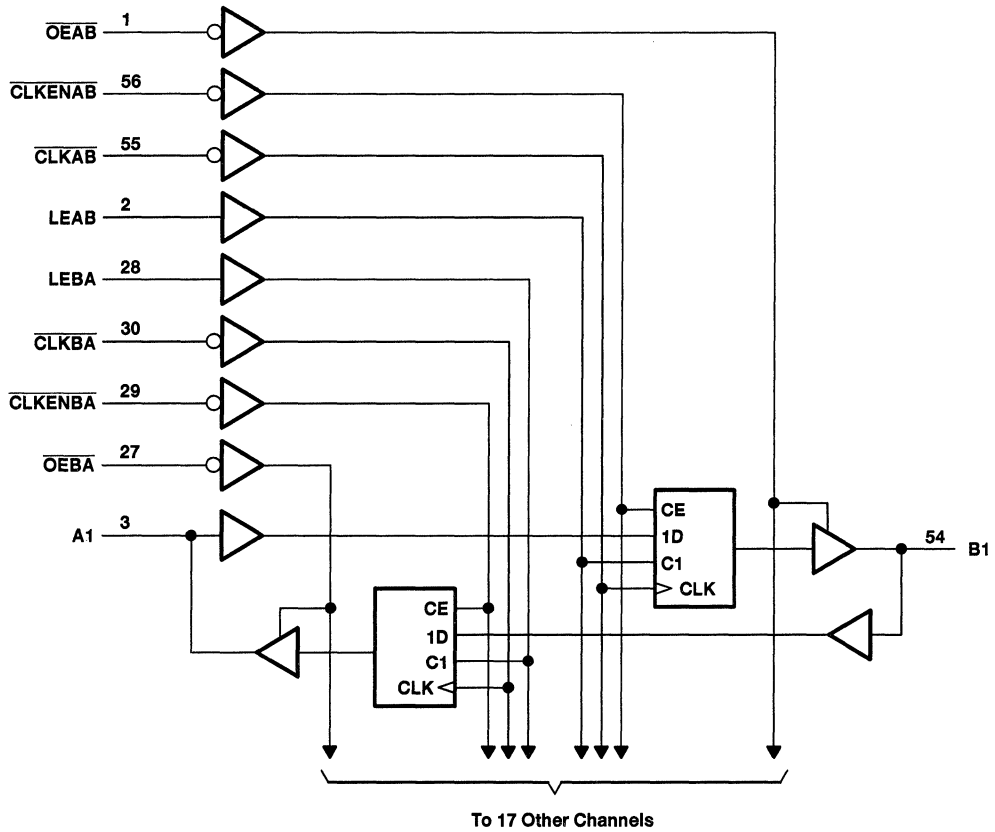 OEAB 1
CLKENAB 56
CLKAB 55
LEAB 2
LEBA 28
CLKBA 30
CLKENBA 29
OEBA 27
A1 3
CE
1D
C1
CLK
54 B1
CE
1D
C1
CLK
To 17 Other Channels